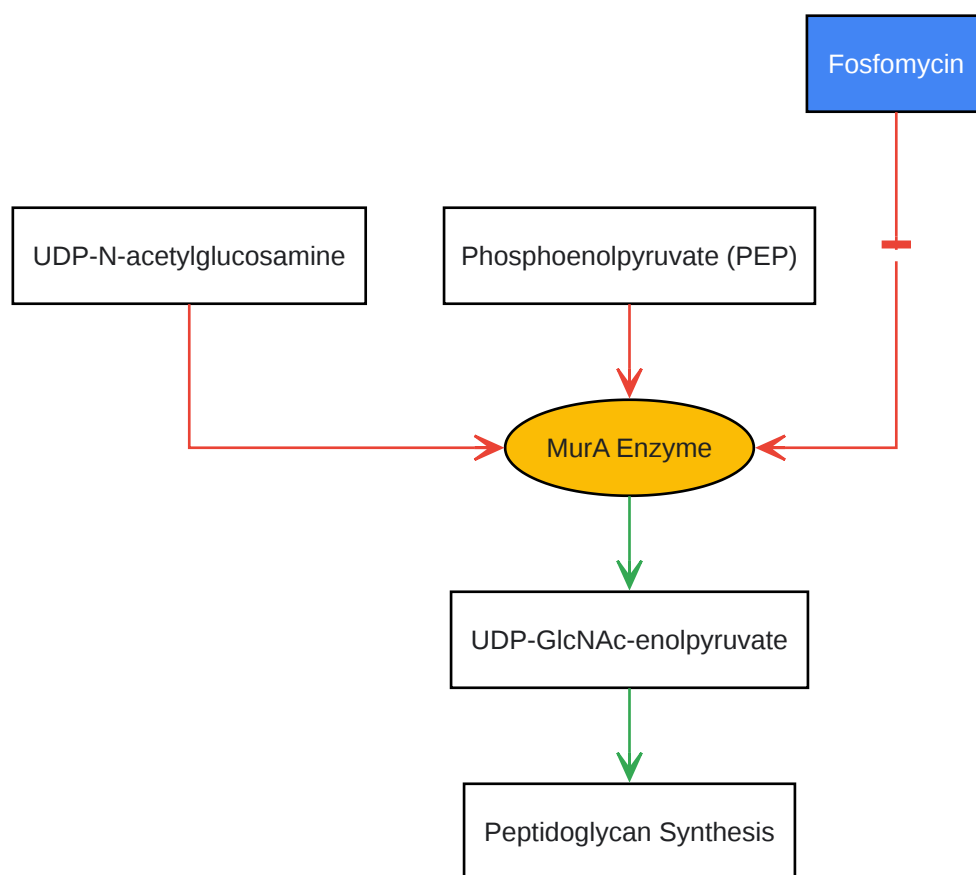 Fosfomycin
UDP-N-acetylglucosamine
Phosphoenolpyruvate (PEP)
MurA Enzyme
UDP-GlcNAc-enolpyruvate
Peptidoglycan Synthesis